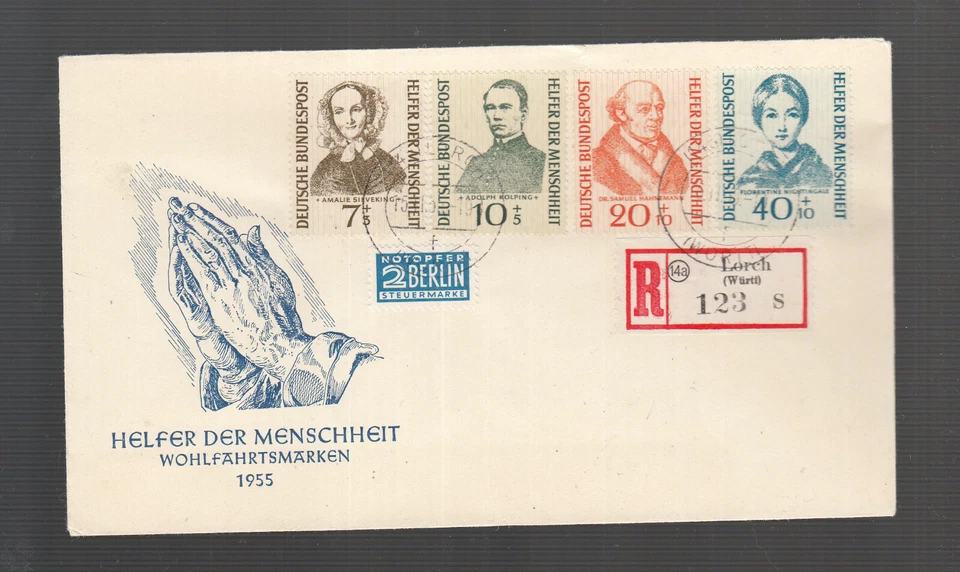 DEUTSCHE BUNDESPOST
HELFER DER MENSCHHEIT
+ AMALIE SIEVEKING +
7+3
DEUTSCHE BUNDESPOST
HELFER DER MENSCHHEIT
+ ADOLPH KOLPING +
10+5
DEUTSCHE BUNDESPOST
HELFER DER MENSCHHEIT
DR. SAMUEL HAHNEMANN
20+10
DEUTSCHE BUNDESPOST
HELFER DER MENSCHHEIT
FLORENTINE NIGHTINGALE
40+10
(WÜRTT)
NOTOPFER
2 BERLIN
STEUERMARKE
R
14a
Lorch
(Württ)
123 S
HELFER DER MENSCHHEIT
WOHLFAHRTSMARKEN
1955